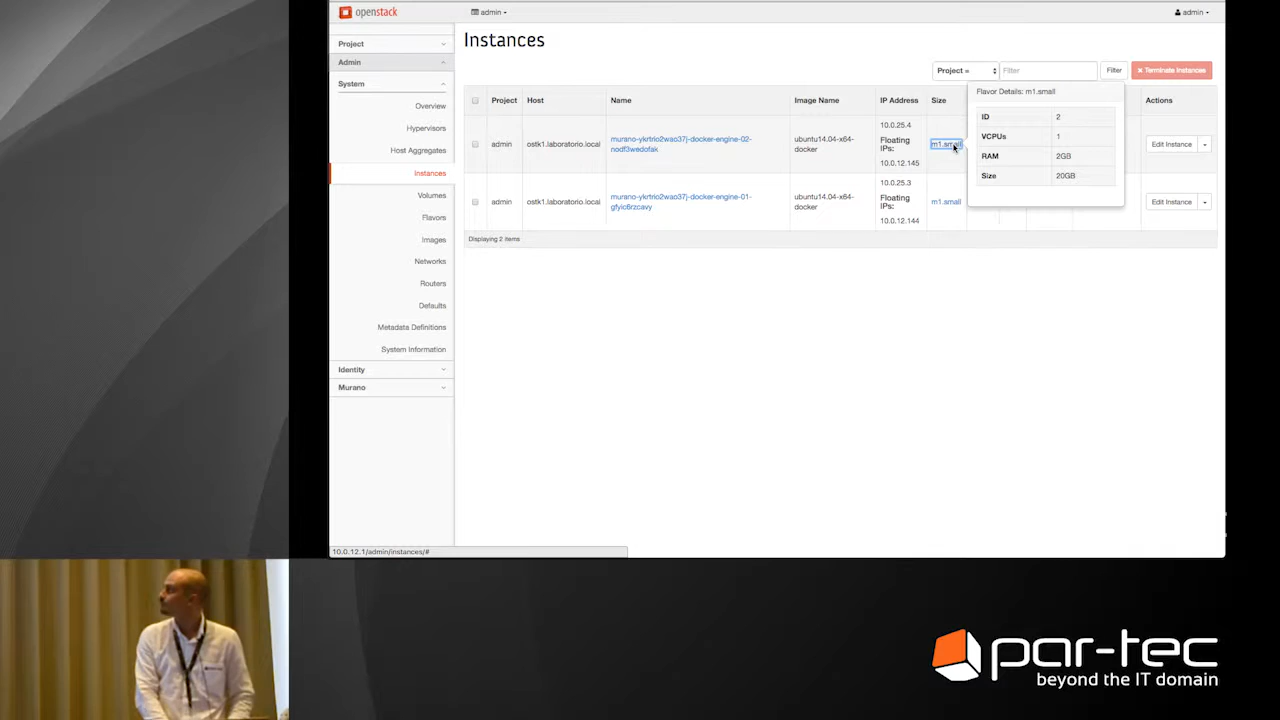 openstack
admin
admin
Project
Admin
System
Overview
Hypervisors
Host Aggregates
Instances
Volumes
Flavors
Images
Networks
Routers
Defaults
Metadata Definitions
System Information
Identity
Murano
Instances
Project =
Filter
Filter
Terminate Instances
Project
Host
Name
Image Name
IP Address
Size
Actions
admin
ostk1.laboratorio.local
murano-ykrtrio2wao37j-docker-engine-02-
nodf3wedofak
ubuntu14.04-x64-
docker
10.0.25.4
Floating
IPs:
10.0.12.145
m1.small
Edit Instance
Flavor Details: m1.small
ID 2
VCPUs 1
RAM 2GB
Size 20GB
admin
ostk1.laboratorio.local
murano-ykrtrio2wao37j-docker-engine-01-
gfyic6rzcavy
ubuntu14.04-x64-
docker
10.0.25.3
Floating
IPs:
10.0.12.144
m1.small
Edit Instance
Displaying 2 items
10.0.12.1/admin/instances/#
par-tec
beyond the IT domain